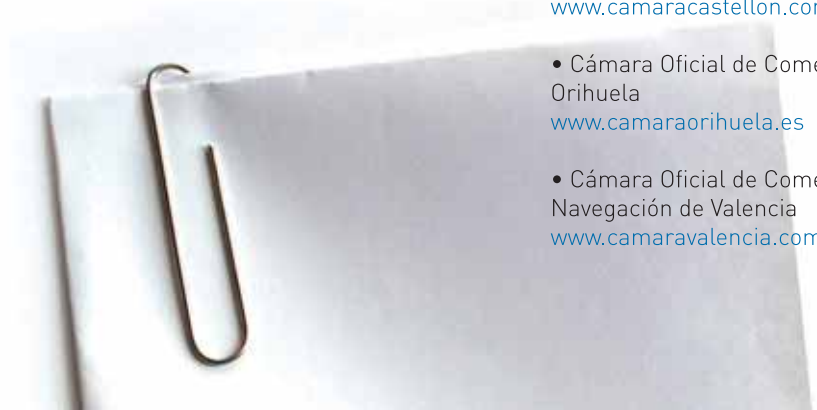 www.camaracastellon.com
• Cámara Oficial de Come
Orihuela
www.camaraorihuela.es
• Cámara Oficial de Come
Navegación de Valencia
www.camaravalencia.com